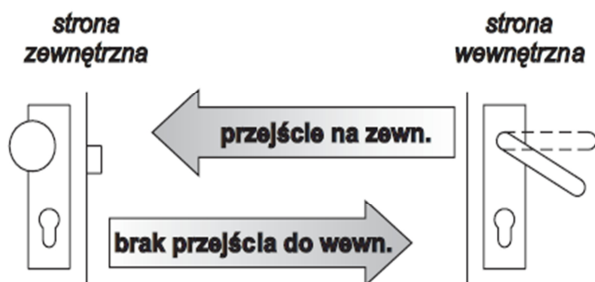 strona
zewnętrzna
strona
wewnętrzna
przejście na zewn.
brak przejścia do wewn.